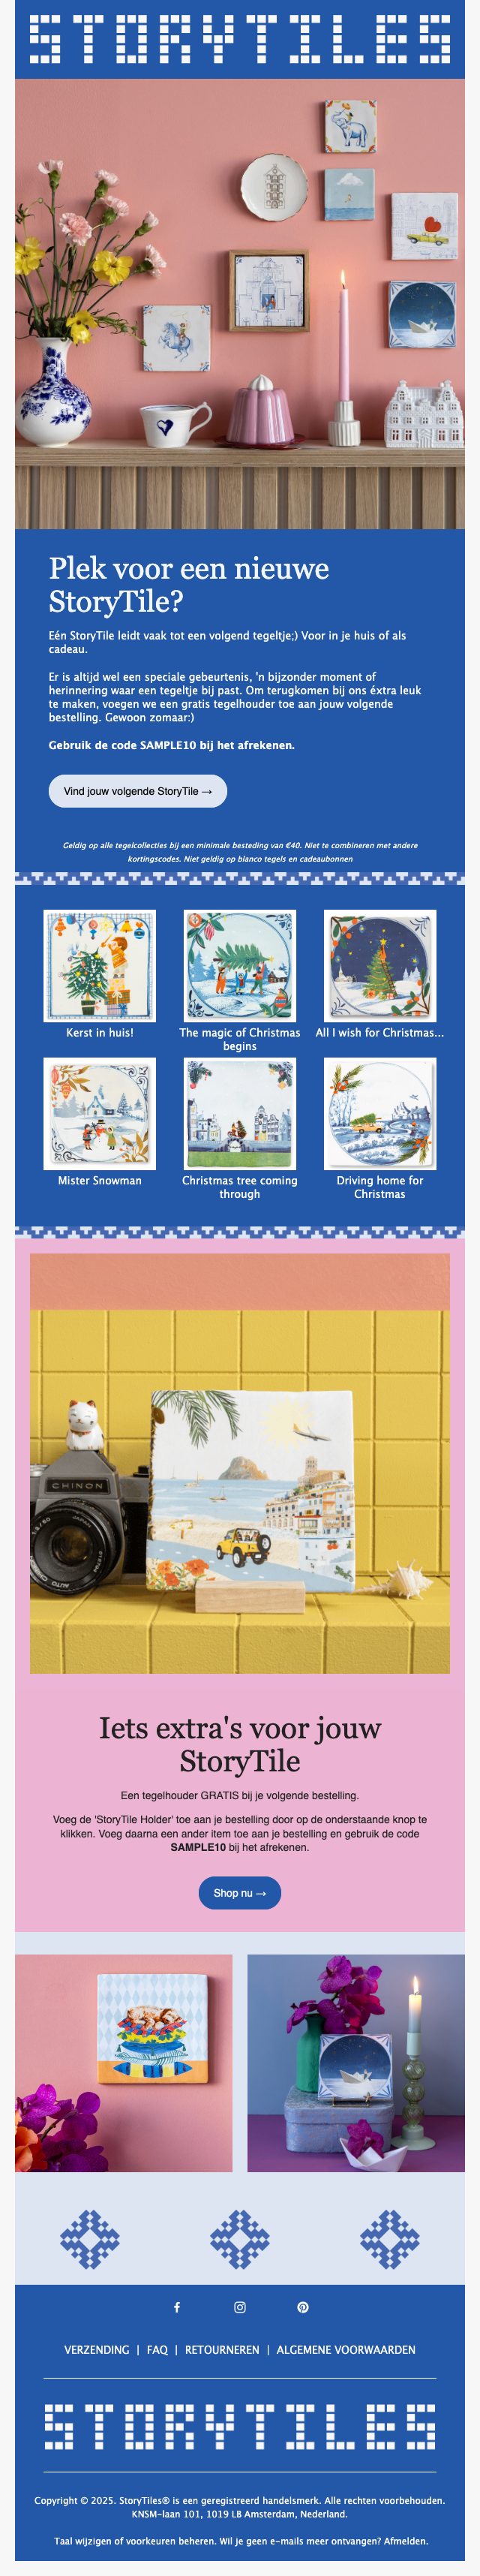 STORYTILES
Plek voor een nieuwe
StoryTile?
Eén StoryTile leidt vaak tot een volgend tegeltje;) Voor in je huis of als
cadeau.
Er is altijd wel een speciale gebeurtenis, 'n bijzonder moment of
herinnering waar een tegeltje bij past. Om terugkomen bij ons éxtra leuk
te maken, voegen we een gratis tegelhouder toe aan jouw volgende
bestelling. Gewoon zomaar:)
Gebruik de code SAMPLE10 bij het afrekenen.
Vind jouw volgende StoryTile →
Geldig op alle tegelcollecties bij een minimale besteding van €40. Niet te combineren met andere
kortingscodes. Niet geldig op blanco tegels en cadeaubonnen
Kerst in huis!
The magic of Christmas
begins
All I wish for Christmas...
Mister Snowman
Christmas tree coming
through
Driving home for
Christmas
CHINON
Iets extra's voor jouw
StoryTile
Een tegelhouder GRATIS bij je volgende bestelling.
Voeg de 'StoryTile Holder' toe aan je bestelling door op de onderstaande knop te
klikken. Voeg daarna een ander item toe aan je bestelling en gebruik de code
SAMPLE10 bij het afrekenen.
Shop nu →
VERZENDING | FAQ | RETOURNEREN | ALGEMENE VOORWAARDEN
STORYTILES
Copyright © 2025. StoryTiles® is een geregistreerd handelsmerk. Alle rechten voorbehouden.
KNSM-laan 101, 1019 LB Amsterdam, Nederland.
Taal wijzigen of voorkeuren beheren. Wil je geen e-mails meer ontvangen? Afmelden.